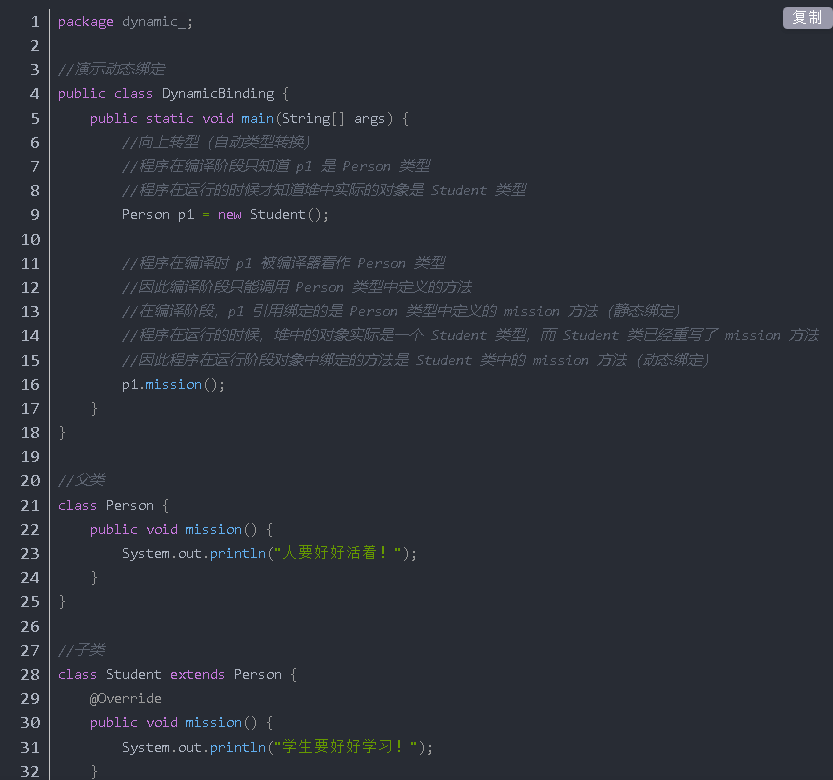 复制
1 package dynamic_;
2
3 //演示动态绑定
4 public class DynamicBinding {
5     public static void main(String[] args) {
6         //向上转型（自动类型转换）
7         //程序在编译阶段只知道 p1 是 Person 类型
8         //程序在运行的时候才知道堆中实际的对象是 Student 类型
9         Person p1 = new Student();
10
11         //程序在编译时 p1 被编译器看作 Person 类型
12         //因此编译阶段只能调用 Person 类型中定义的方法
13         //在编译阶段，p1 引用绑定的是 Person 类型中定义的 mission 方法（静态绑定）
14         //程序在运行的时候，堆中的对象实际是一个 Student 类型，而 Student 类已经重写了 mission 方法
15         //因此程序在运行阶段对象中绑定的方法是 Student 类中的 mission 方法（动态绑定）
16         p1.mission();
17     }
18 }
19
20 //父类
21 class Person {
22     public void mission() {
23         System.out.println("人要好好活着！");
24     }
25 }
26
27 //子类
28 class Student extends Person {
29     @Override
30     public void mission() {
31         System.out.println("学生要好好学习！");
32     }